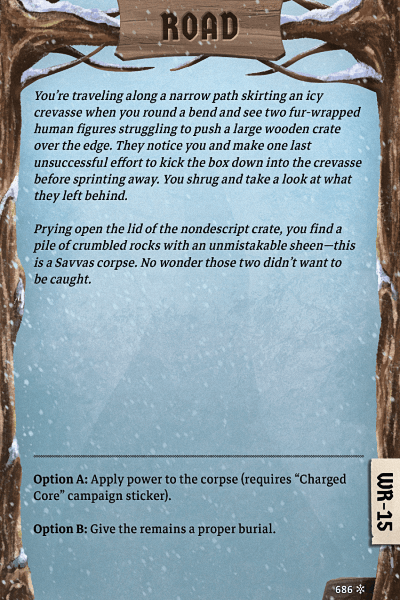 ROAD
You're traveling along a narrow path skirting an icy
crevasse when you round a bend and see two fur-wrapped
human figures struggling to push a large wooden crate
over the edge. They notice you and make one last
unsuccessful effort to kick the box down into the crevasse
before sprinting away. You shrug and take a look at what
they left behind.
Prying open the lid of the nondescript crate, you find a
pile of crumbled rocks with an unmistakable sheen—this
is a Savvas corpse. No wonder those two didn't want to
be caught.
Option A: Apply power to the corpse (requires “Charged
Core” campaign sticker).
Option B: Give the remains a proper burial.
WR-15
686